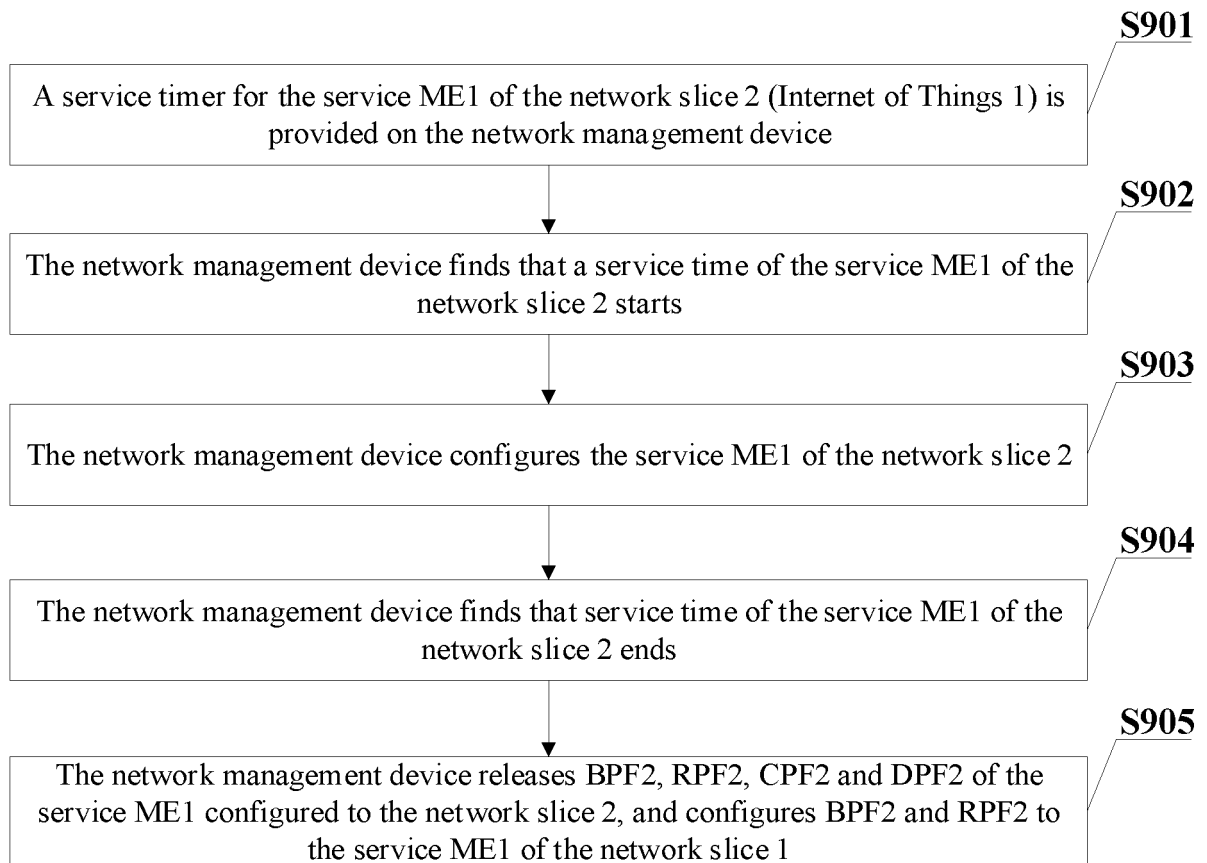 S901
A service timer for the service ME1 of the network slice 2 (Internet of Things 1) is
provided on the network management device
S902
The network management device finds that a service time of the service ME1 of the
network slice 2 starts
S903
The network management device configures the service ME1 of the network slice 2
S904
The network management device finds that service time of the service ME1 of the
network slice 2 ends
S905
The network management device releases BPF2, RPF2, CPF2 and DPF2 of the
service ME1 configured to the network slice 2, and configures BPF2 and RPF2 to
the service ME1 of the network slice 1